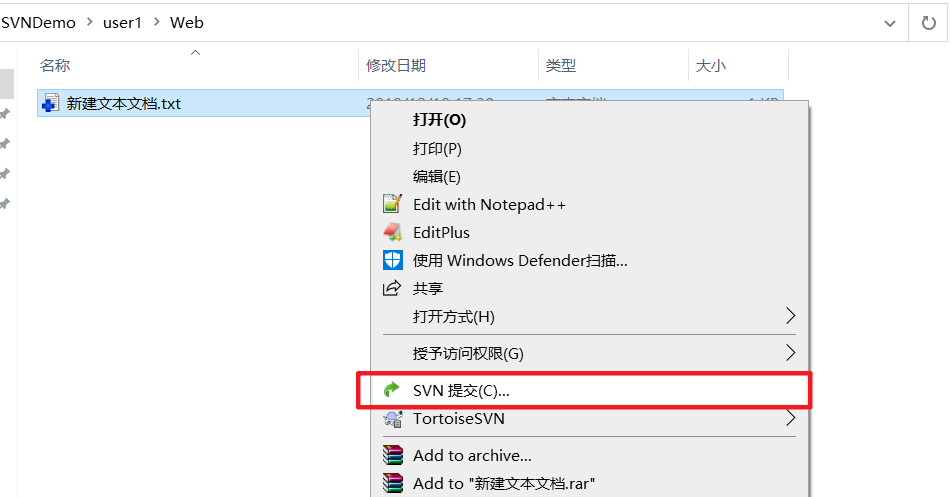 SVNDemo > user1 > Web
名称 修改日期 类型 大小
新建文本文档.txt
打开(O)
打印(P)
编辑(E)
Edit with Notepad++
EditPlus
使用 Windows Defender扫描...
共享
打开方式(H)
授予访问权限(G)
SVN 提交(C)...
TortoiseSVN
Add to archive...
Add to "新建文本文档.rar"